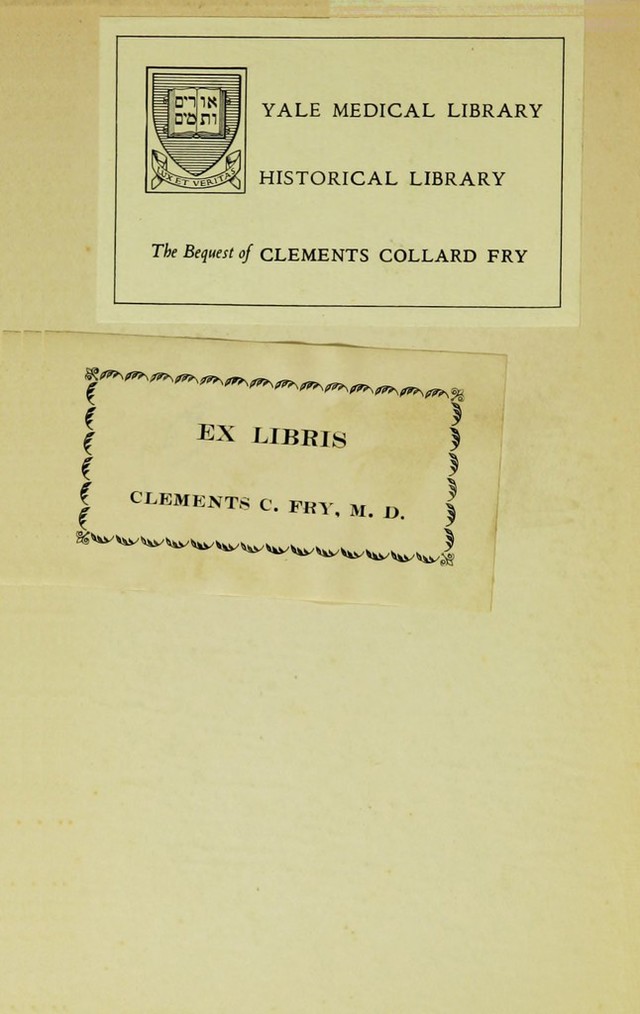 אורים
ותמים
LUX ET VERITAS
YALE MEDICAL LIBRARY
HISTORICAL LIBRARY
The Bequest of CLEMENTS COLLARD FRY
EX LIBRIS
CLEMENTS C. FRY, M. D.